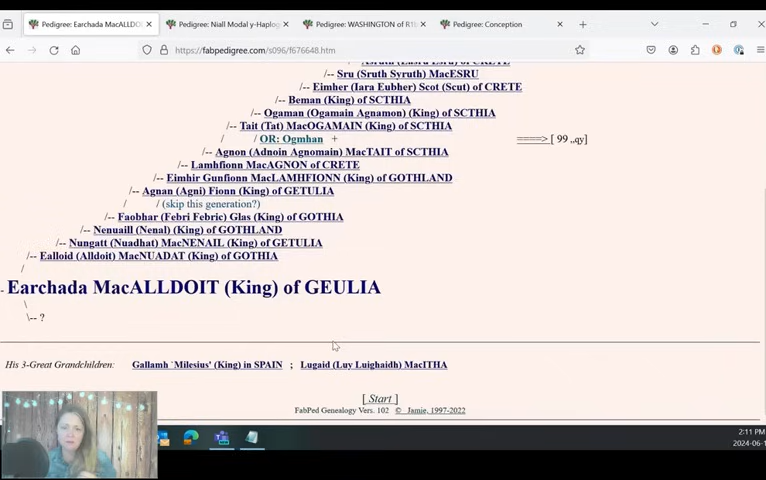 Pedigree: Earchada MacALLDO
Pedigree: Niall Modal y-Haplog
Pedigree: WASHINGTON of R1b
Pedigree: Conception
https://fabpedigree.com/s096/f676648.htm
/-- Sru (Sruth Syruth) MacESRU
/-- Eimher (Iara Eubher) Scot (Scut) of CRETE
/-- Beman (King) of SCTHIA
/-- Ogaman (Ogamain Agnamon) (King) of SCTHIA
/-- Tait (Tat) MacOGAMAIN (King) of SCTHIA
/ / OR: Ogmhan + ====> [ 99 ,,qy]
/-- Agnon (Adnoin Agnomain) MacTAIT of SCTHIA
/-- Lamhfionn MacAGNON of CRETE
/-- Eimhir Gunfionn MacLAMHFIONN (King) of GOTHLAND
/-- Agnan (Agni) Fionn (King) of GETULIA
/ / (skip this generation?)
/-- Faobhar (Febri Febric) Glas (King) of GOTHIA
/-- Nenuaill (Nenal) (King) of GOTHLAND
/-- Nungatt (Nuadhat) MacNENAIL (King) of GETULIA
/-- Ealloid (Alldoit) MacNUADAT (King) of GOTHIA
/
- Earchada MacALLDOIT (King) of GEULIA
\
\-- ?
His 3-Great Grandchildren: Gallamh `Milesius' (King) in SPAIN ; Lugaid (Luy Luighaidh) MacITHA
[ Start ]
FabPed Genealogy Vers. 102 © Jamie, 1997-2022
2:11 PM